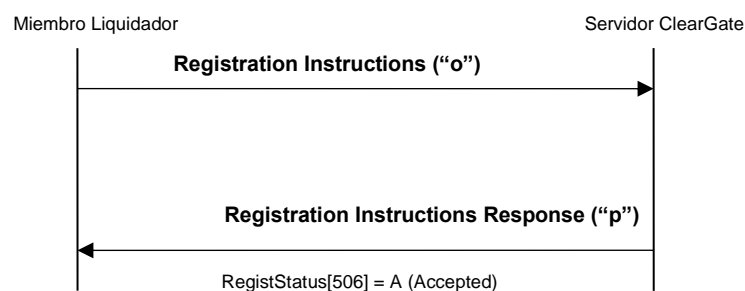 Miembro Liquidador
Servidor ClearGate
Registration Instructions (“o”)
Registration Instructions Response (“p”)
RegistStatus[506] = A (Accepted)